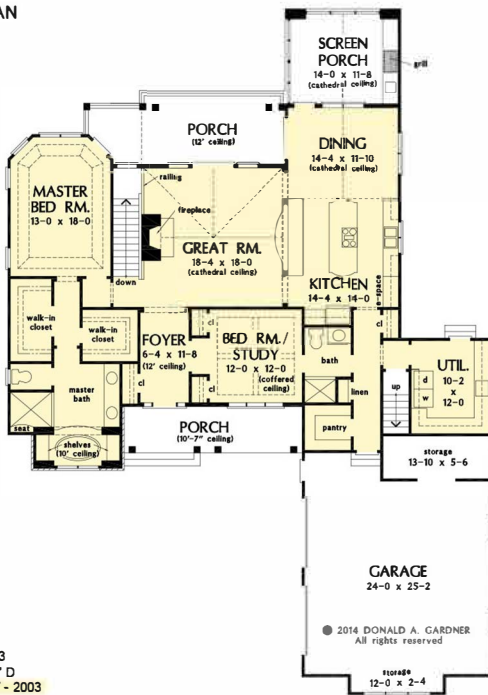 AN
SCREEN
PORCH
14-0 x 11-8
(cathedral ceiling)
grill
PORCH
(12' ceiling)
DINING
14-4 x 11-10
(cathedral ceiling)
MASTER
BED RM.
13-0 x 18-0
railing
fireplace
GREAT RM.
18-4 x 18-0
(cathedral ceiling)
down
KITCHEN
14-4 x 14-0
e-space
walk-in
closet
walk-in
closet
FOYER
6-4 x 11-8
(12' ceiling)
cl
cl
cl
BED RM./
STUDY
12-0 x 12-0
(coffered
ceiling)
bath
cl
linen
up
UTIL.
10-2
x
12-0
d
w
master
bath
seat
shelves
(10' ceiling)
PORCH
(10'-7" ceiling)
pantry
storage
13-10 x 5-6
GARAGE
24-0 x 25-2
2014 DONALD A. GARDNER
All rights reserved
storage
12-0 x 2-4
3
' D
- 2003